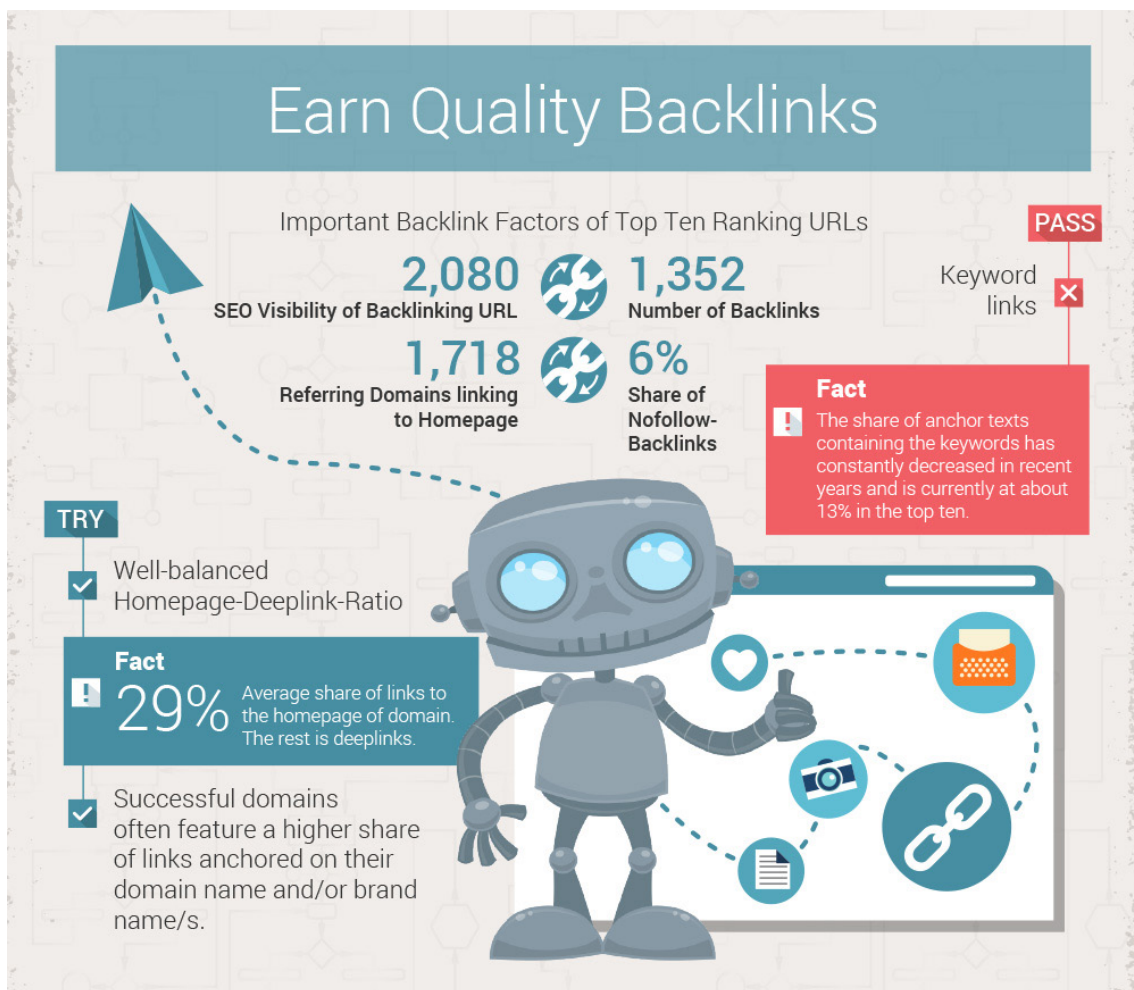 Earn Quality Backlinks
Important Backlink Factors of Top Ten Ranking URLs
2,080
SEO Visibility of Backlinking URL
1,352
Number of Backlinks
1,718
Referring Domains linking
to Homepage
6%
Share of
Nofollow-
Backlinks
PASS
Keyword
links
Fact
The share of anchor texts
containing the keywords has
constantly decreased in recent
years and is currently at about
13% in the top ten.
TRY
Well-balanced
Homepage-Deeplink-Ratio
Fact
29%
Average share of links to
the homepage of domain.
The rest is deeplinks.
Successful domains
often feature a higher share
of links anchored on their
domain name and/or brand
name/s.